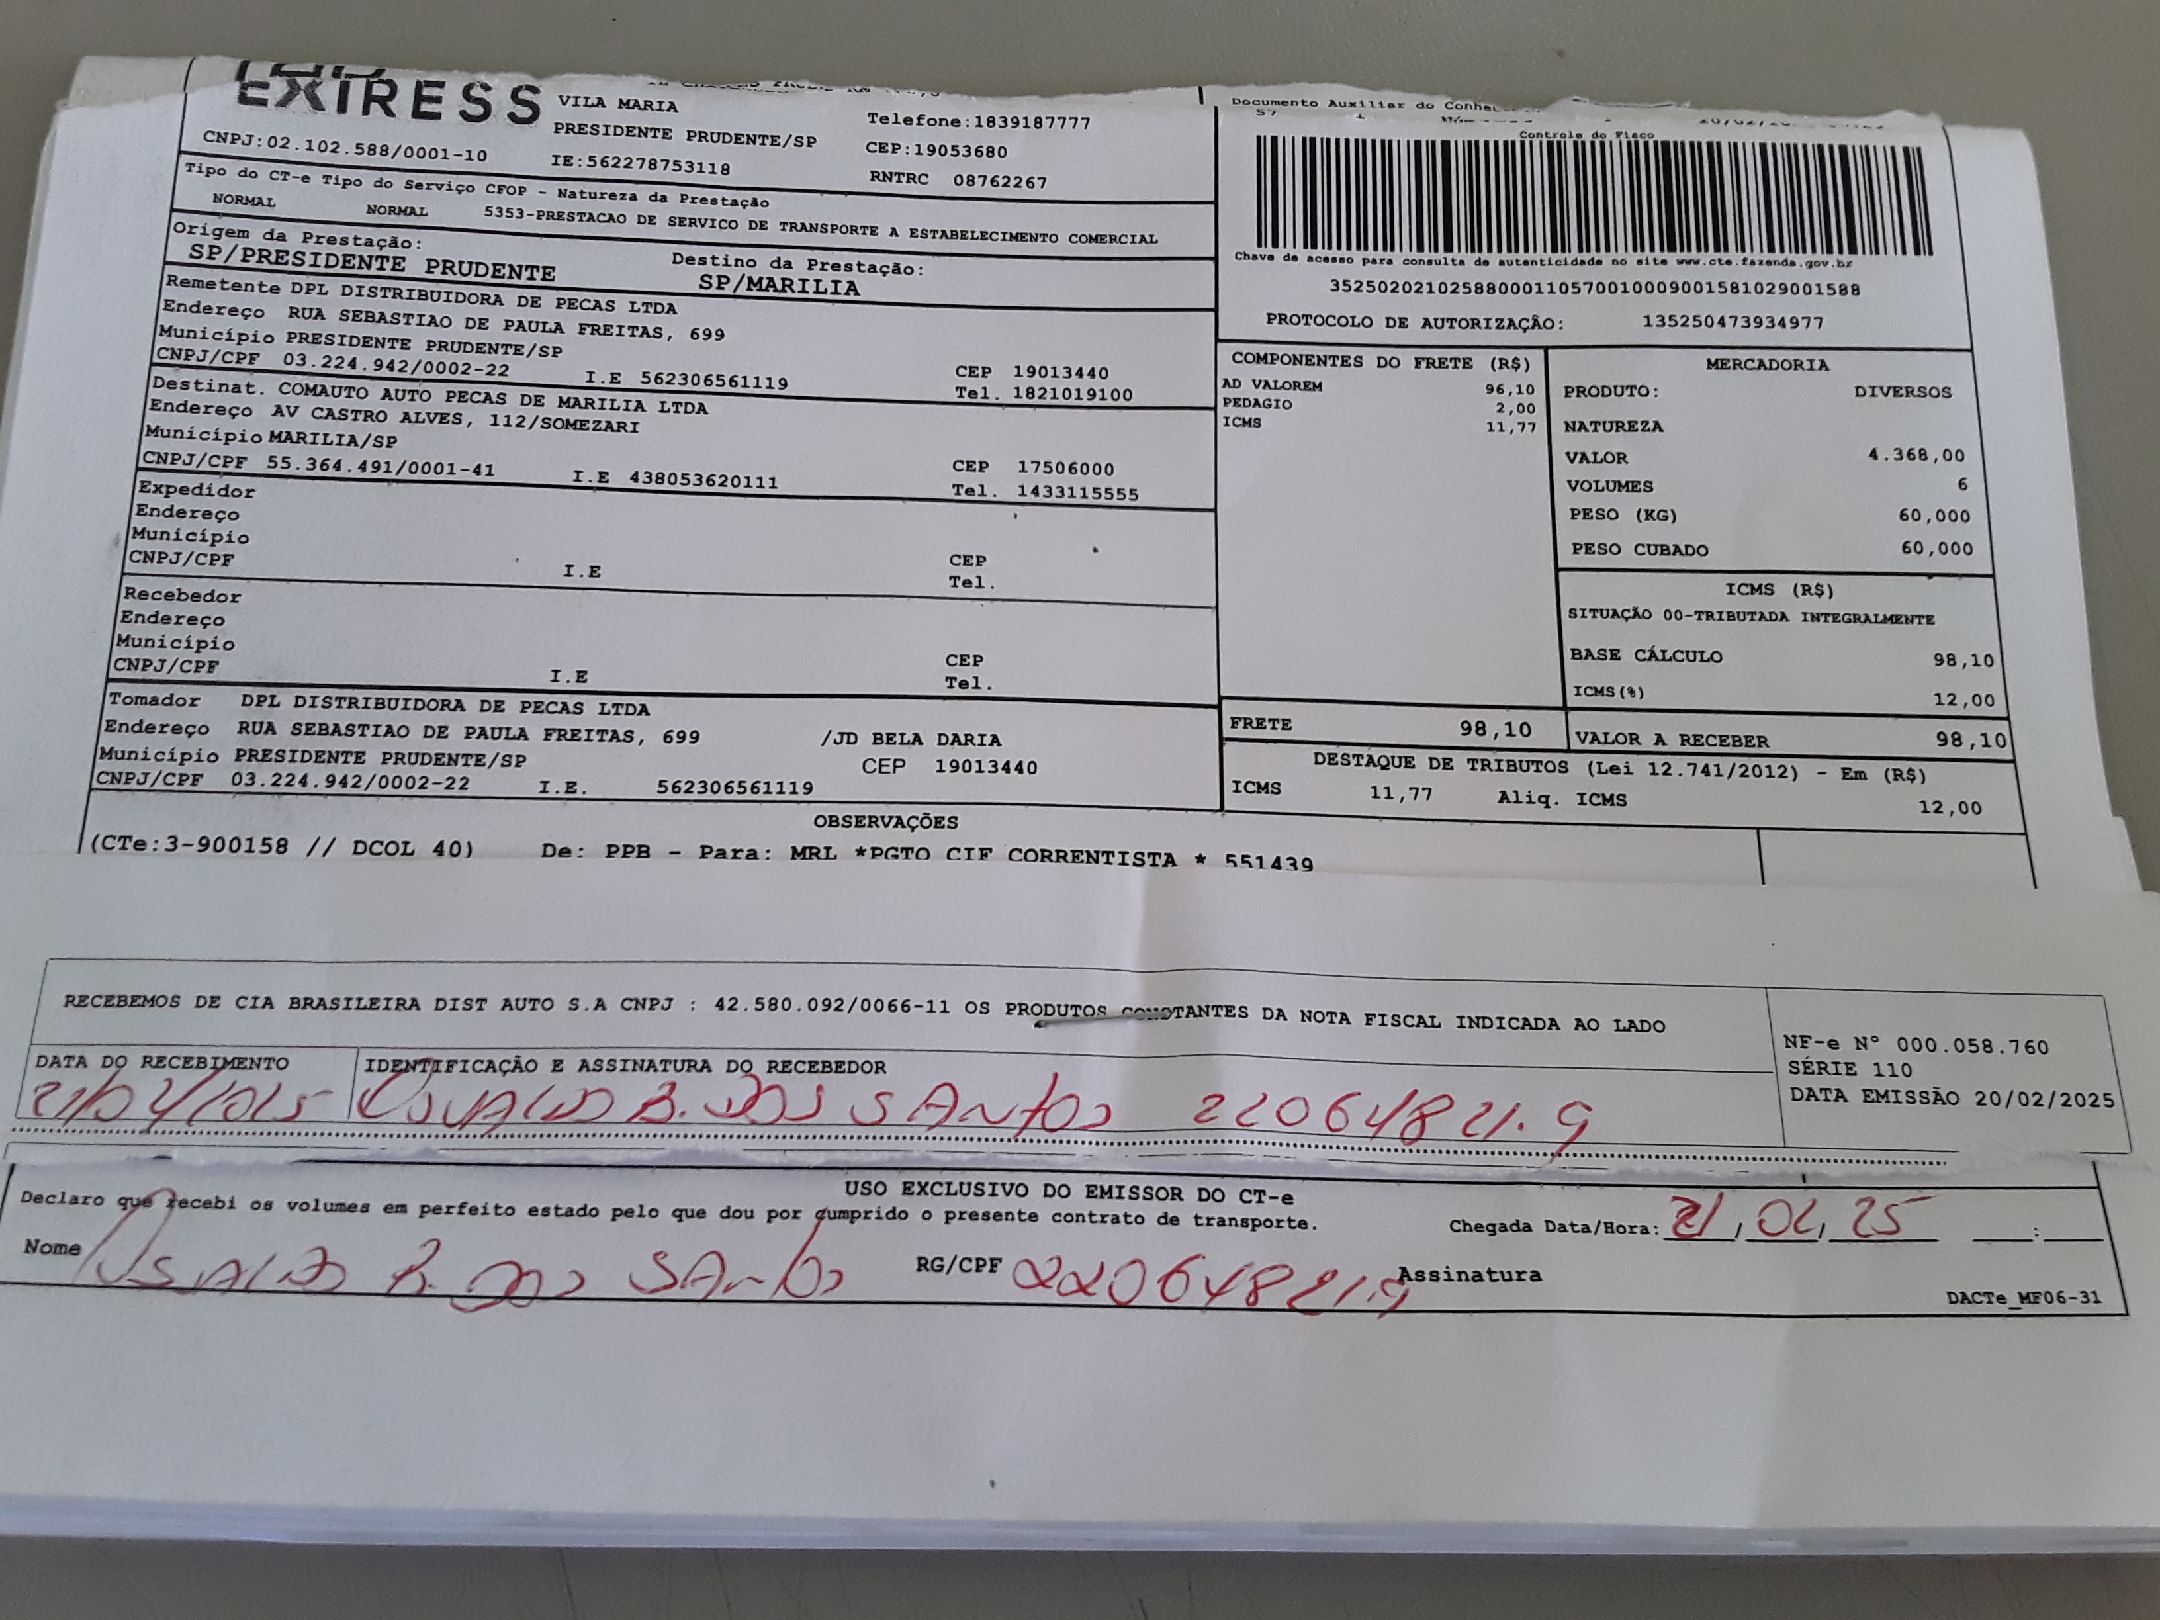 EXPRESS
VILA MARIA
PRESIDENTE PRUDENTE/SP
Telefone:1839187777
CEP:19053680
CNPJ:02.102.588/0001-10
IE:562278753118
RNTRC 08762267
Tipo do CT-e Tipo do Serviço CFOP - Natureza da Prestação
NORMAL NORMAL 5353-PRESTACAO DE SERVICO DE TRANSPORTE A ESTABELECIMENTO COMERCIAL
Origem da Prestação:
SP/PRESIDENTE PRUDENTE
Destino da Prestação:
SP/MARILIA
Remetente DPL DISTRIBUIDORA DE PECAS LTDA
Endereço RUA SEBASTIAO DE PAULA FREITAS, 699
Município PRESIDENTE PRUDENTE/SP
CEP 19013440
CNPJ/CPF 03.224.942/0002-22 I.E 562306561119 Tel. 1821019100
Destinat. COMAUTO AUTO PECAS DE MARILIA LTDA
Endereço AV CASTRO ALVES, 112/SOMEZARI
Município MARILIA/SP
CEP 17506000
CNPJ/CPF 55.364.491/0001-41 I.E 438053620111 Tel. 1433115555
Expedidor
Endereço
Município
CEP
CNPJ/CPF I.E Tel.
Recebedor
Endereço
Município
CEP
CNPJ/CPF I.E Tel.
Tomador DPL DISTRIBUIDORA DE PECAS LTDA
Endereço RUA SEBASTIAO DE PAULA FREITAS, 699 /JD BELA DARIA
Município PRESIDENTE PRUDENTE/SP CEP 19013440
CNPJ/CPF 03.224.942/0002-22 I.E. 562306561119
Documento Auxiliar do
57 1
Controle do Fisco
Chave de acesso para consulta de autenticidade no site www.cte.fazenda.gov.br
35250202102588000110570010009001581029001588
PROTOCOLO DE AUTORIZAÇÃO: 135250473934977
COMPONENTES DO FRETE (R$)
AD VALOREM 96,10
PEDAGIO 2,00
ICMS 11,77
MERCADORIA
PRODUTO: DIVERSOS
NATUREZA
VALOR 4.368,00
VOLUMES 6
PESO (KG) 60,000
PESO CUBADO 60,000
ICMS (R$)
SITUAÇÃO 00-TRIBUTADA INTEGRALMENTE
BASE CÁLCULO 98,10
ICMS(%) 12,00
FRETE 98,10 VALOR A RECEBER 98,10
DESTAQUE DE TRIBUTOS (Lei 12.741/2012) - Em (R$)
ICMS 11,77 Aliq. ICMS 12,00
OBSERVAÇÕES
(CTe:3-900158 // DCOL 40) De: PPB - Para: MRL *PGTO CIF CORRENTISTA * 551439
RECEBEMOS DE CIA BRASILEIRA DIST AUTO S.A CNPJ : 42.580.092/0066-11 OS PRODUTOS CONSTANTES DA NOTA FISCAL INDICADA AO LADO
NF-e Nº 000.058.760
SÉRIE 110
DATA EMISSÃO 20/02/2025
DATA DO RECEBIMENTO IDENTIFICAÇÃO E ASSINATURA DO RECEBEDOR
21/02/2025 OSVALDO B. DOS SANTOS 22064821.9
USO EXCLUSIVO DO EMISSOR DO CT-e
Declaro que recebi os volumes em perfeito estado pelo que dou por cumprido o presente contrato de transporte.
Chegada Data/Hora: 21, 02, 25 :
Nome OSVALDO B. DOS SANTOS RG/CPF 22064821.9 Assinatura
DACTe_MF06-31